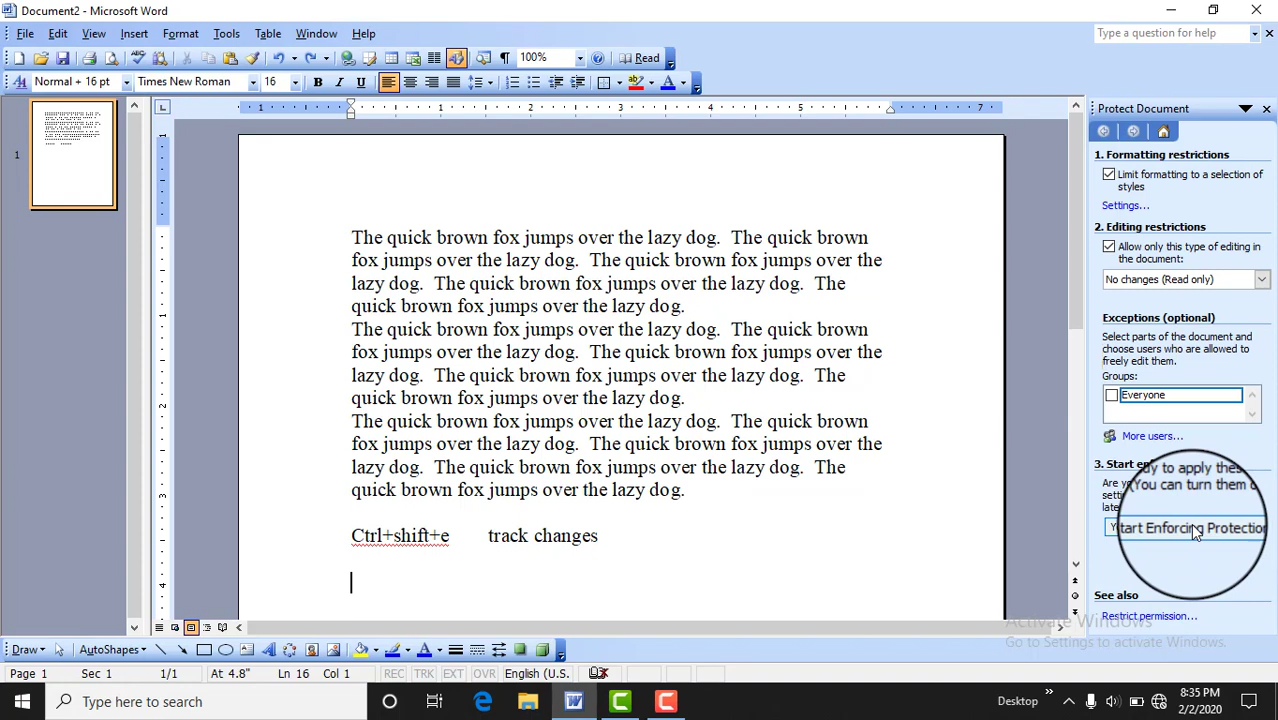 Document2 - Microsoft Word
File Edit View Insert Format Tools Table Window Help
Type a question for help
100%
Read
Normal + 16 pt
Times New Roman
16
B I U
1 1 2 3 4 5 7
Protect Document
1
1. Formatting restrictions
Limit formatting to a selection of
styles
Settings...
2. Editing restrictions
Allow only this type of editing in
the document:
No changes (Read only)
Exceptions (optional)
Select parts of the document and
choose users who are allowed to
freely edit them.
Groups:
Everyone
More users...
3. Start
dy to apply thes
(You can turn them
tart Enforcing Protection
See also
Restrict permission...
The quick brown fox jumps over the lazy dog.  The quick brown
fox jumps over the lazy dog.  The quick brown fox jumps over the
lazy dog.  The quick brown fox jumps over the lazy dog.  The
quick brown fox jumps over the lazy dog.
The quick brown fox jumps over the lazy dog.  The quick brown
fox jumps over the lazy dog.  The quick brown fox jumps over the
lazy dog.  The quick brown fox jumps over the lazy dog.  The
quick brown fox jumps over the lazy dog.
The quick brown fox jumps over the lazy dog.  The quick brown
fox jumps over the lazy dog.  The quick brown fox jumps over the
lazy dog.  The quick brown fox jumps over the lazy dog.  The
quick brown fox jumps over the lazy dog.
Ctrl+shift+e track changes
Activate Windows
Go to Settings to activate Windows.
Draw AutoShapes
Page 1 Sec 1 1/1 At 4.8" Ln 16 Col 1 REC TRK EXT OVR English (U.S.
Type here to search
Desktop
8:35 PM
2/2/2020